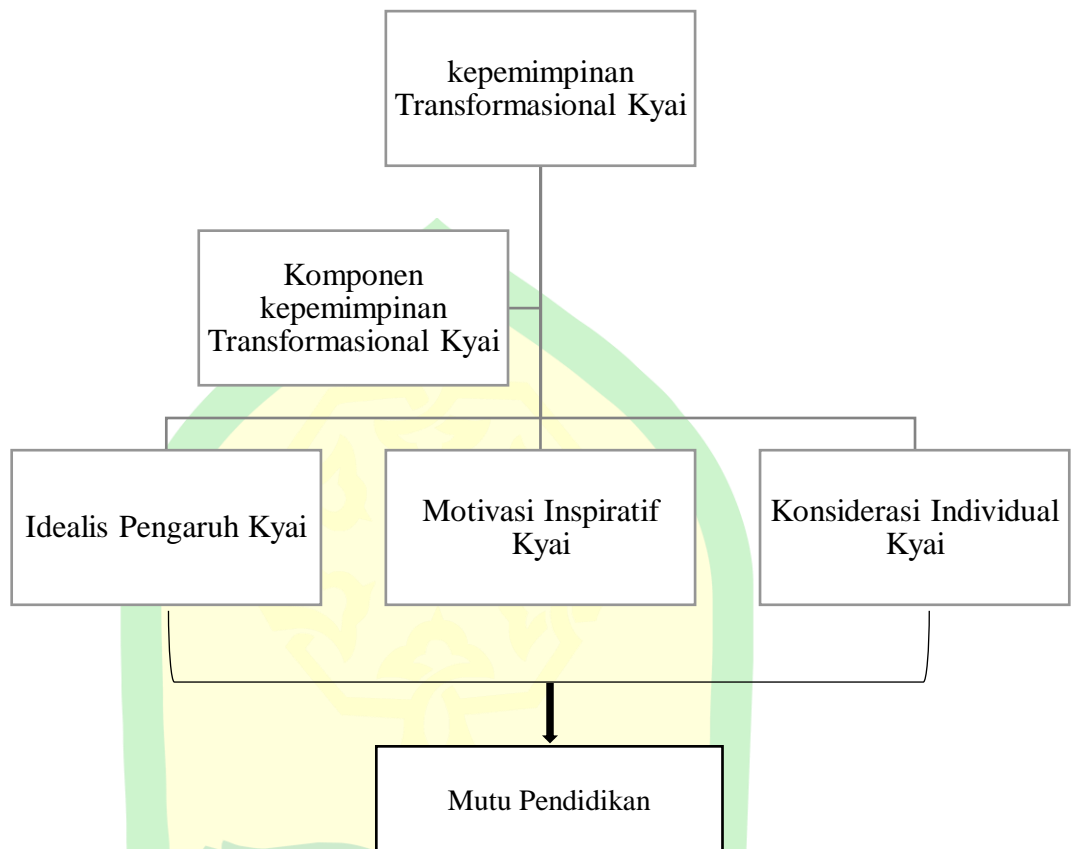 kepemimpinan
Transformasional Kyai
Komponen
kepemimpinan
Transformasional Kyai
Idealis Pengaruh Kyai
Motivasi Inspiratif
Kyai
Konsiderasi Individual
Kyai
Mutu Pendidikan